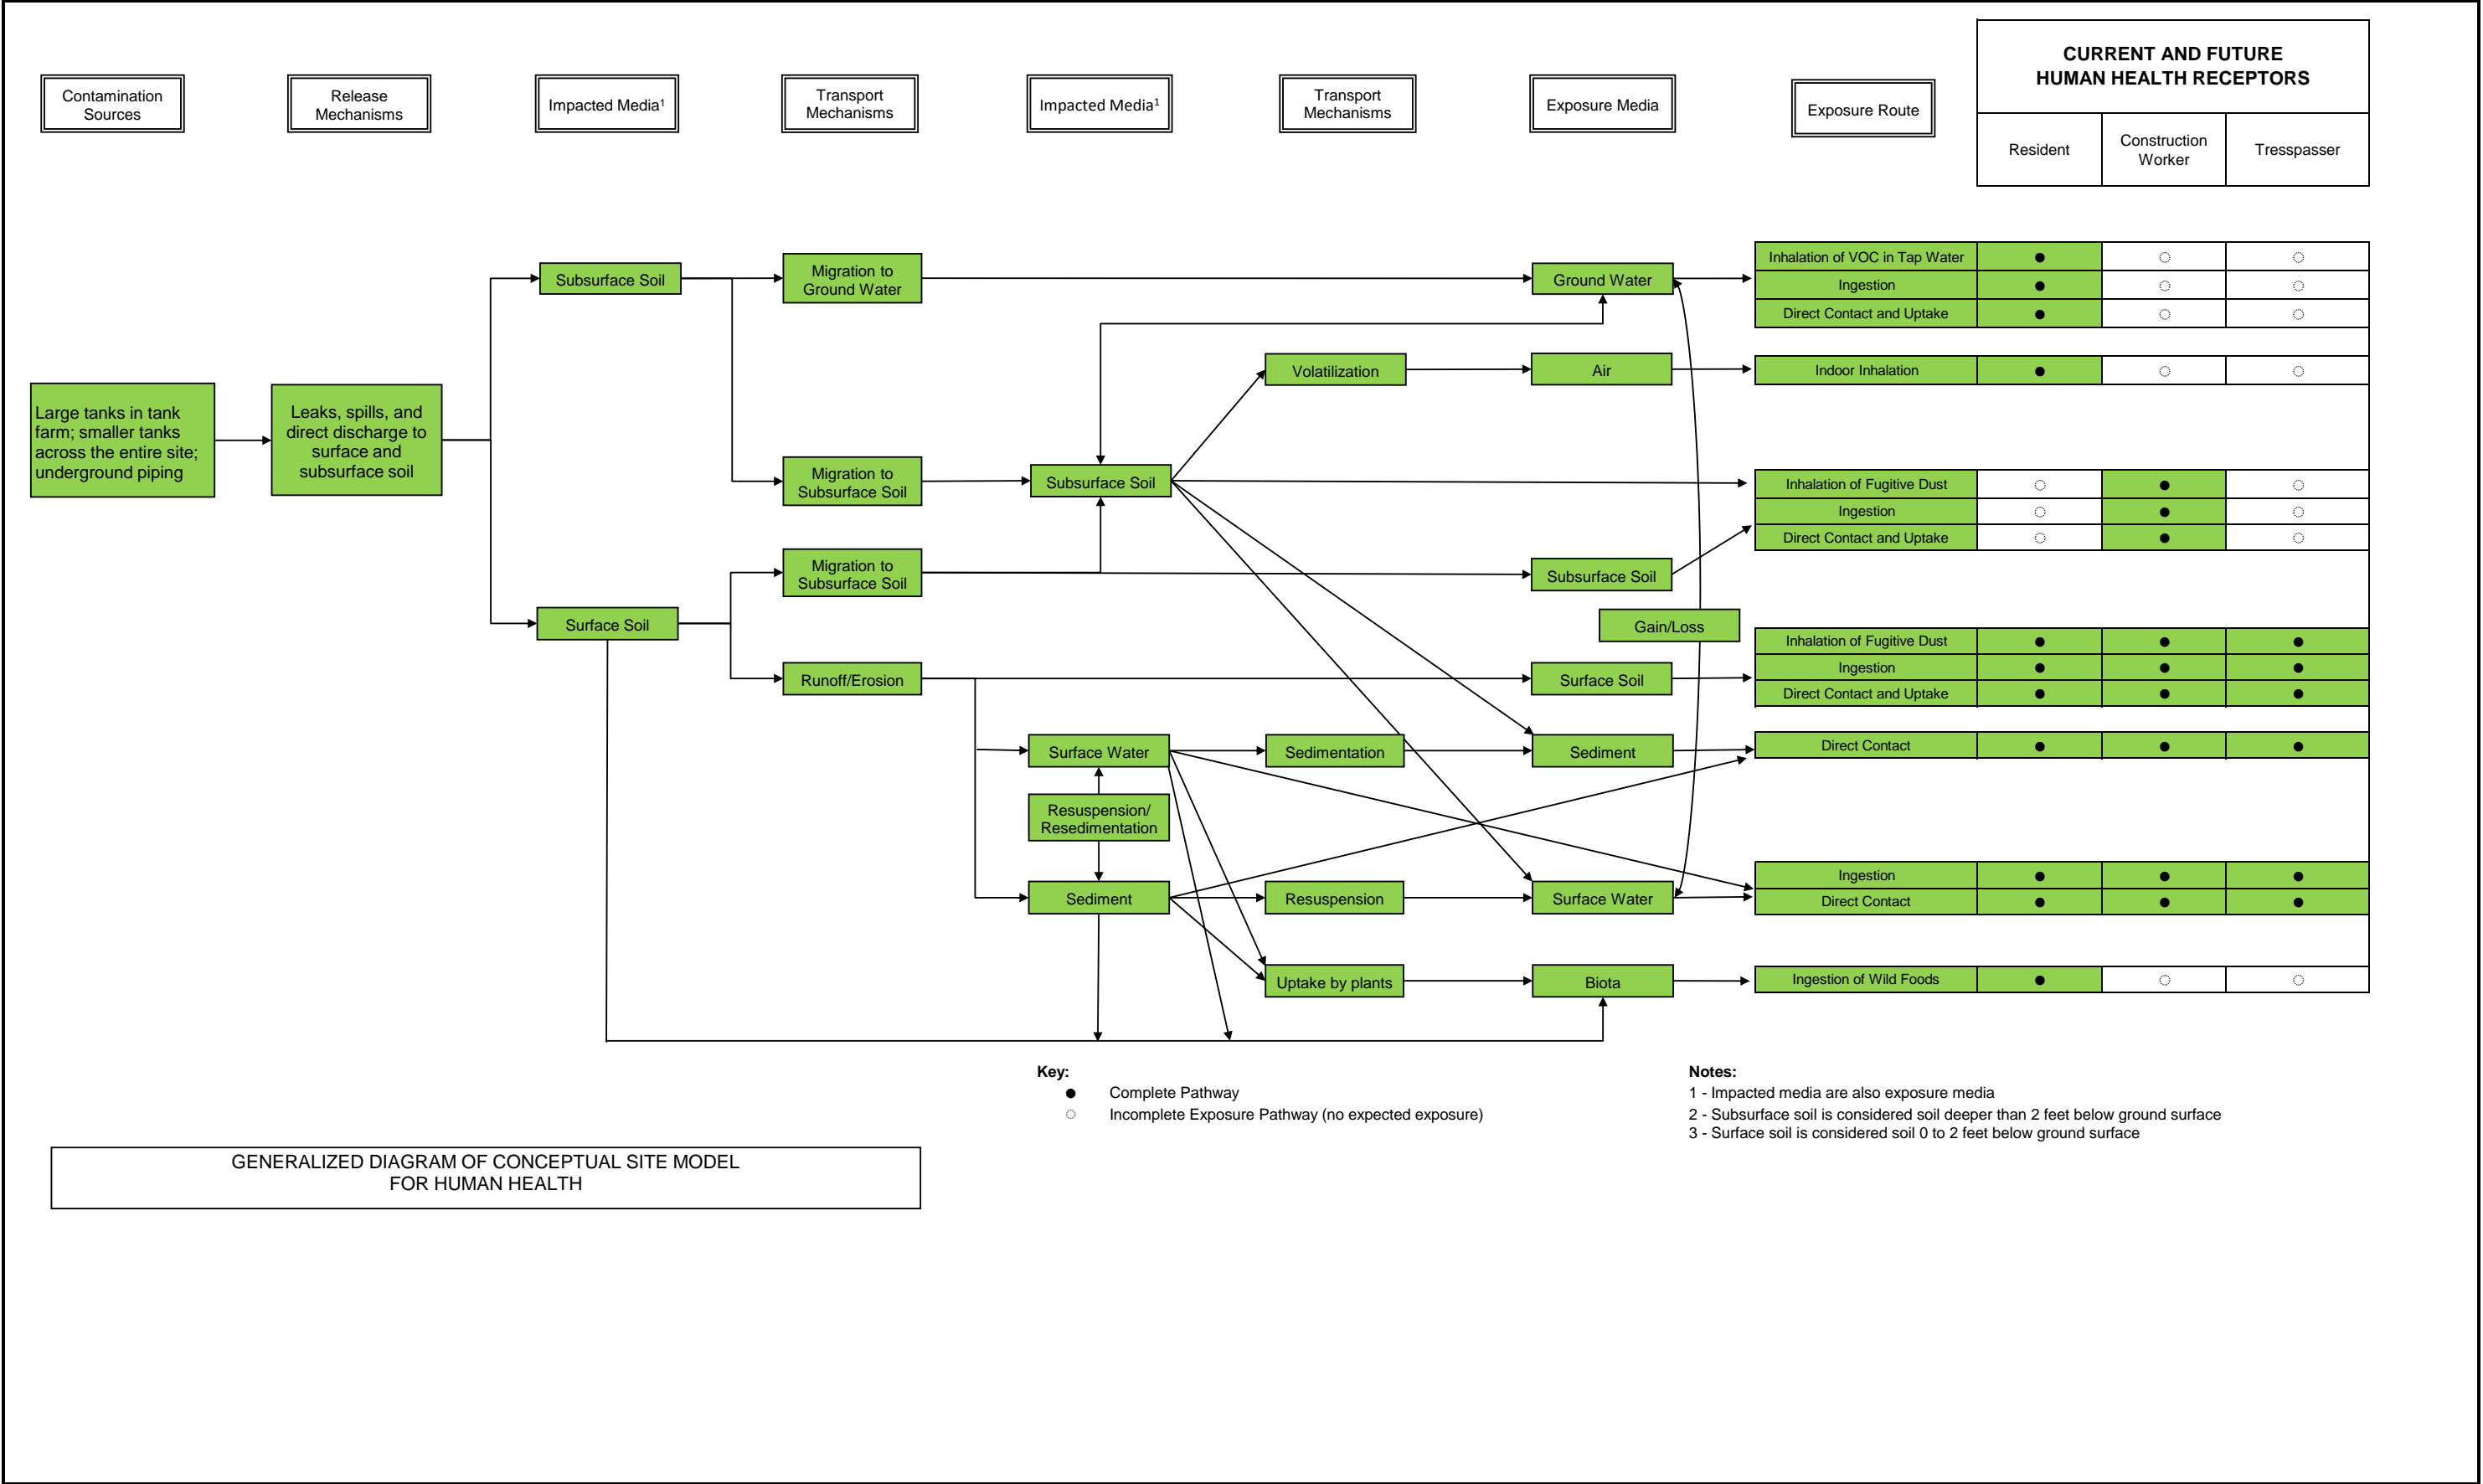 CURRENT AND FUTURE
HUMAN HEALTH RECEPTORS
Contamination
Sources
Release
Mechanisms
Impacted Media¹
Transport
Mechanisms
Impacted Media¹
Transport
Mechanisms
Exposure Media
Exposure Route
Resident
Construction
Worker
Tresspasser
Large tanks in tank
farm; smaller tanks
across the entire site;
underground piping
Leaks, spills, and
direct discharge to
surface and
subsurface soil
Subsurface Soil
Surface Soil
Migration to
Ground Water
Migration to
Subsurface Soil
Migration to
Subsurface Soil
Runoff/Erosion
Subsurface Soil
Surface Water
Resuspension/
Resedimentation
Sediment
Volatilization
Sedimentation
Resuspension
Uptake by plants
Ground Water
Air
Subsurface Soil
Gain/Loss
Surface Soil
Sediment
Surface Water
Biota
Inhalation of VOC in Tap Water ● ◌ ◌
Ingestion ● ◌ ◌
Direct Contact and Uptake ● ◌ ◌
Indoor Inhalation ● ◌ ◌
Inhalation of Fugitive Dust ◌ ● ◌
Ingestion ◌ ● ◌
Direct Contact and Uptake ◌ ● ◌
Inhalation of Fugitive Dust ● ● ●
Ingestion ● ● ●
Direct Contact and Uptake ● ● ●
Direct Contact ● ● ●
Ingestion ● ● ●
Direct Contact ● ● ●
Ingestion of Wild Foods ● ◌ ◌
Key:
● Complete Pathway
◌ Incomplete Exposure Pathway (no expected exposure)
Notes:
1 - Impacted media are also exposure media
2 - Subsurface soil is considered soil deeper than 2 feet below ground surface
3 - Surface soil is considered soil 0 to 2 feet below ground surface
GENERALIZED DIAGRAM OF CONCEPTUAL SITE MODEL
FOR HUMAN HEALTH